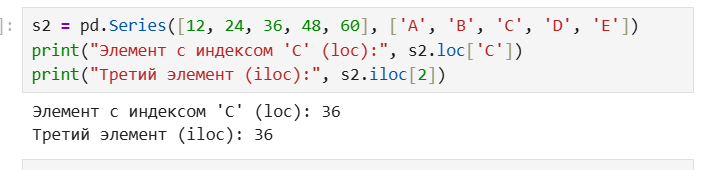 ]:
s2 = pd.Series([12, 24, 36, 48, 60], ['A', 'B', 'C', 'D', 'E'])
print("Элемент с индексом 'C' (loc):", s2.loc['C'])
print("Третий элемент (iloc):", s2.iloc[2])
Элемент с индексом 'C' (loc): 36
Третий элемент (iloc): 36